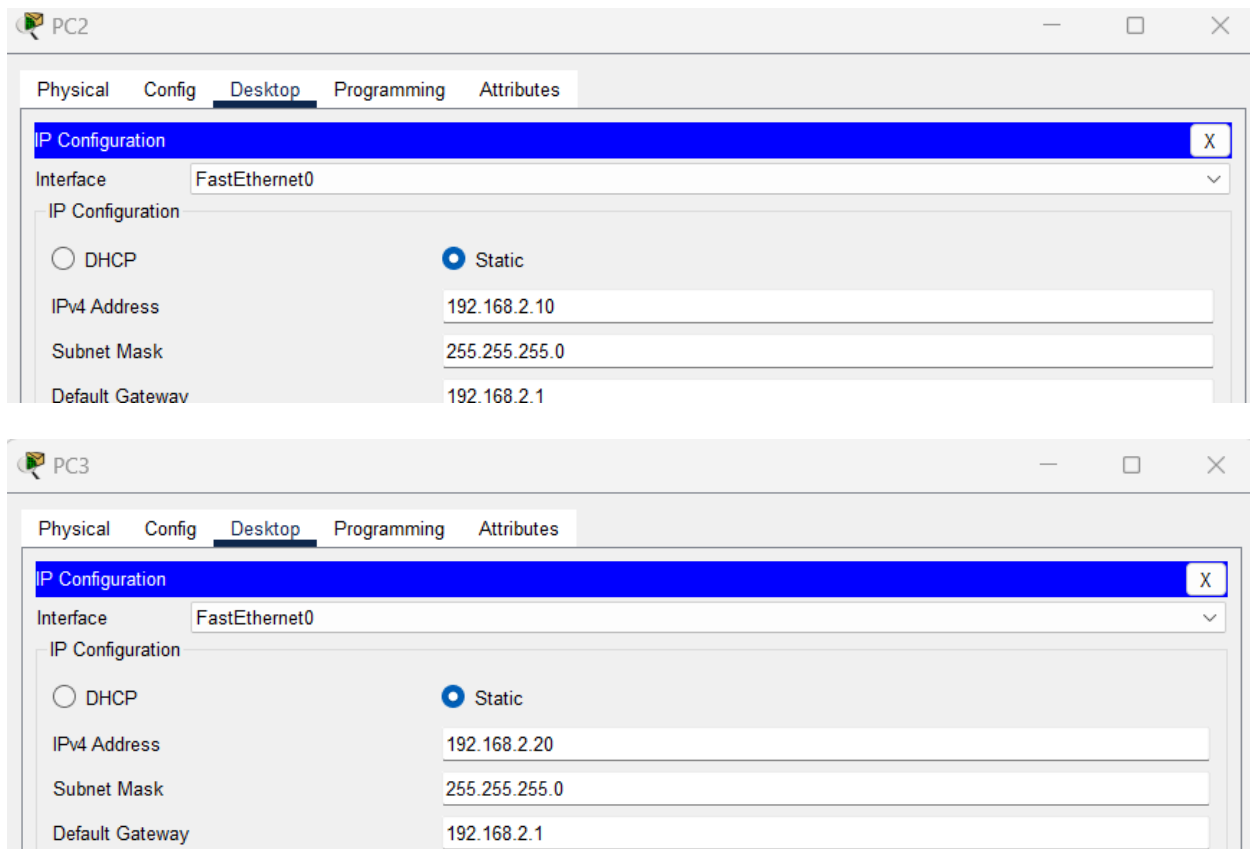 PC2
Physical Config Desktop Programming Attributes
IP Configuration X
Interface FastEthernet0
IP Configuration
DHCP Static
IPv4 Address 192.168.2.10
Subnet Mask 255.255.255.0
Default Gateway 192.168.2.1
PC3
Physical Config Desktop Programming Attributes
IP Configuration X
Interface FastEthernet0
IP Configuration
DHCP Static
IPv4 Address 192.168.2.20
Subnet Mask 255.255.255.0
Default Gateway 192.168.2.1